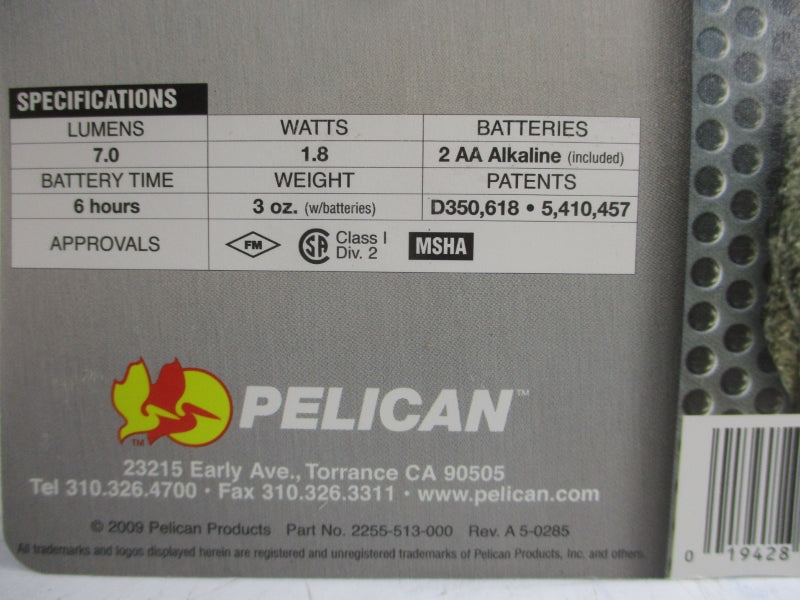 SPECIFICATIONS
LUMENS WATTS BATTERIES
7.0 1.8 2 AA Alkaline (included)
BATTERY TIME WEIGHT PATENTS
6 hours 3 oz. (w/batteries) D350,618 • 5,410,457
APPROVALS FM SA Class I Div. 2 MSHA
PELICAN™
TM
23215 Early Ave., Torrance CA 90505
Tel 310.326.4700 · Fax 310.326.3311 · www.pelican.com
© 2009 Pelican Products Part No. 2255-513-000 Rev. A 5-0285
All trademarks and logos displayed herein are registered and unregistered trademarks of Pelican Products, Inc. and others.
0 19428